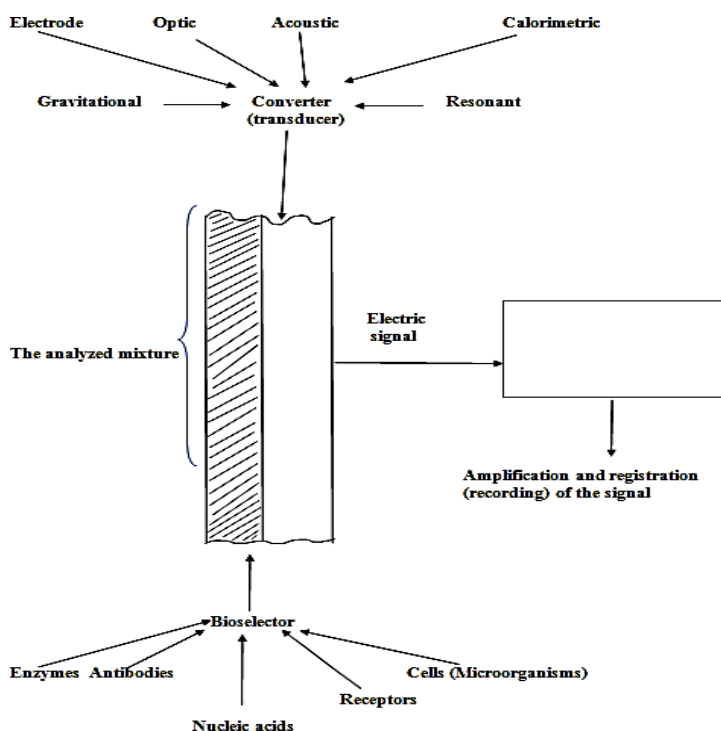 Electrode Optic Acoustic Calorimetric
Gravitational Converter Resonant
(transducer)
Electric
signal
The analyzed mixture
Amplification and registration
(recording) of the signal
Bioselector
Enzymes Antibodies Cells (Microorganisms)
Receptors
Nucleic acids